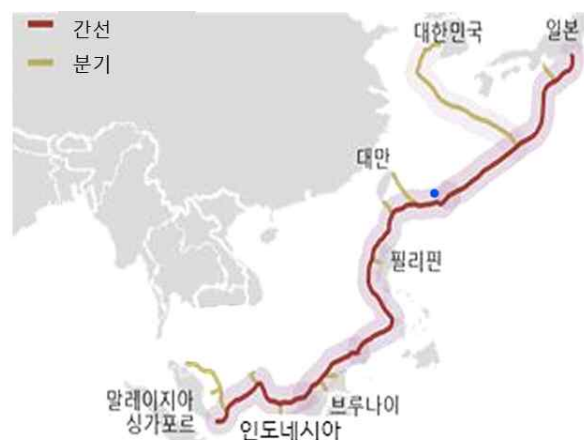 간선
분기
대한민국
일본
대만
필리핀
말레이지아
싱가포르
브루나이
인도네시아